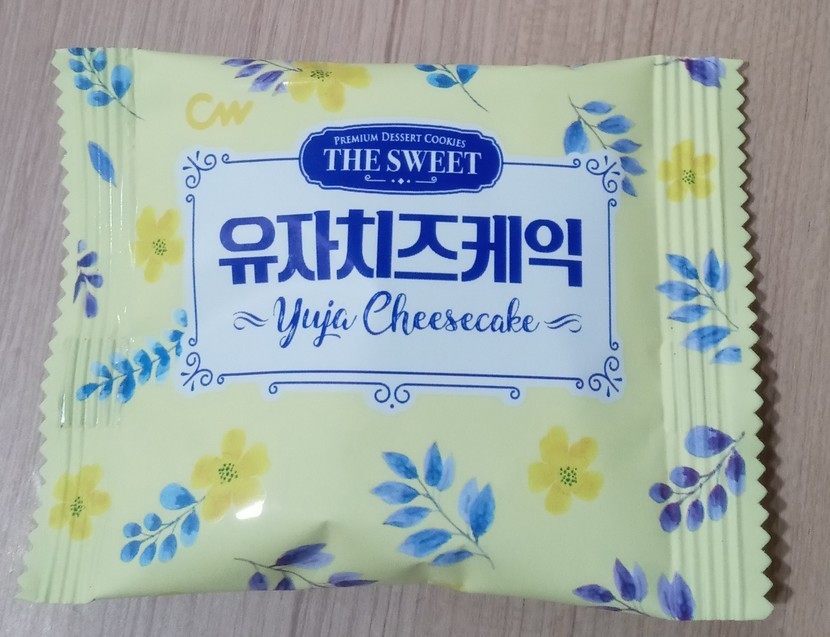 CW
PREMIUM DESSERT COOKIES
THE SWEET
유자치즈케익
Yuja Cheesecake